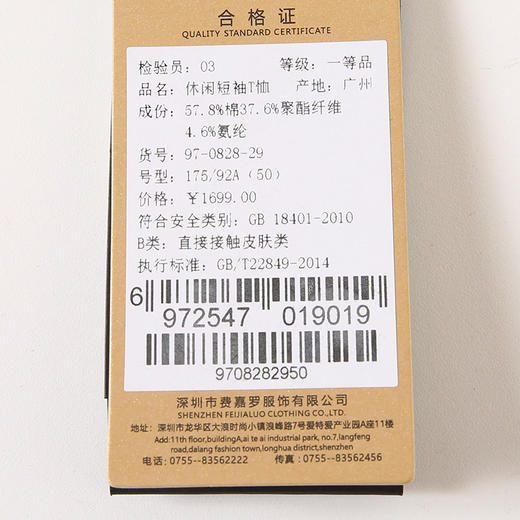 合格证
QUALITY STANDARD CERTIFICATE
检验员: 03 等级: 一等品
品名: 休闲短袖T恤 产地: 广州
成份: 57.8%棉37.6%聚酯纤维
4.6%氨纶
货号: 97-0828-29
号型: 175/92A (50)
价格: ￥1699.00
符合安全类别: GB 18401-2010
B类: 直接接触皮肤类
执行标准: GB/T22849-2014
6 972547 019019
9708282950
深圳市费嘉罗服饰有限公司
SHENZHEN FEIJIALUO CLOTHING CO.,LTD
地址: 深圳市龙华区大浪时尚小镇浪峰路7号爱特爱产业园A座11楼
Add:11th floor,buildingA,ai te ai industrial park, no.7,langfeng
road,dalang fashion town,longhua district,shenzhen
电话: 0755--83562222 传真: 0755--83562456